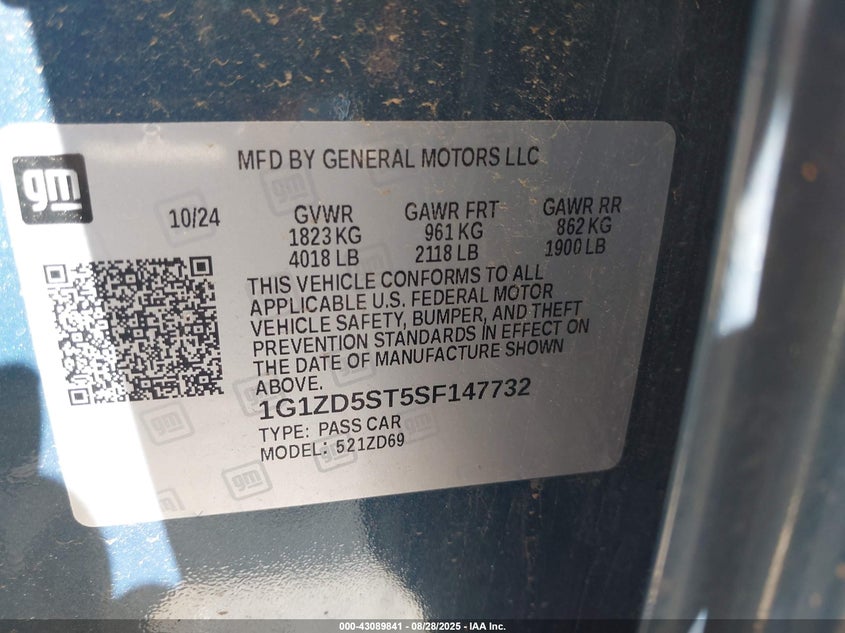 gm
MFD BY GENERAL MOTORS LLC
10/24
GVWR
1823 KG
4018 LB
GAWR FRT
961 KG
2118 LB
GAWR RR
862 KG
1900 LB
THIS VEHICLE CONFORMS TO ALL
APPLICABLE U.S. FEDERAL MOTOR
VEHICLE SAFETY, BUMPER, AND THEFT
PREVENTION STANDARDS IN EFFECT ON
THE DATE OF MANUFACTURE SHOWN
ABOVE.
1G1ZD5ST5SF147732
TYPE: PASS CAR
MODEL: 521ZD69
000-43089841 - 08/28/2025 - IAA Inc.